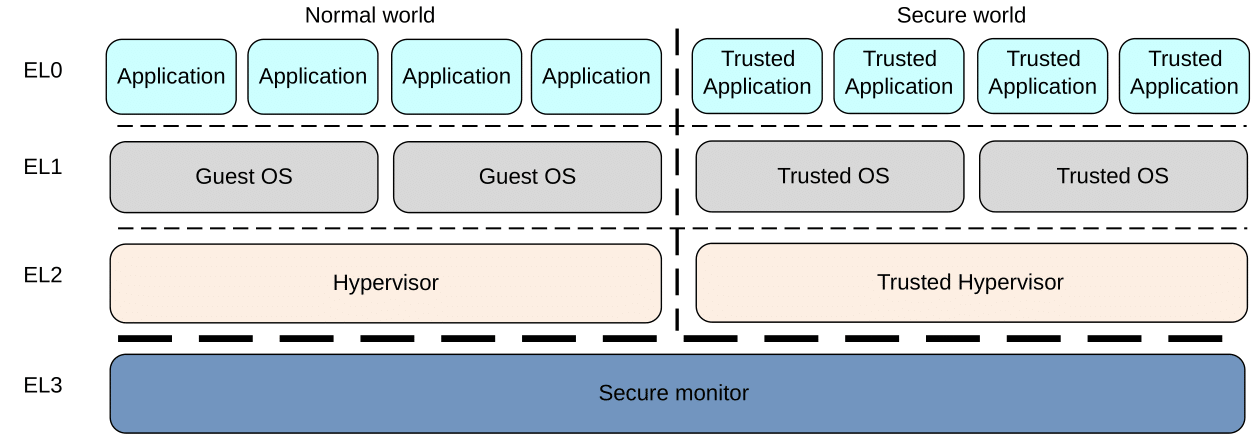 Normal world
Secure world
EL0
Application
Application
Application
Application
Trusted
Application
Trusted
Application
Trusted
Application
Trusted
Application
EL1
Guest OS
Guest OS
Trusted OS
Trusted OS
EL2
Hypervisor
Trusted Hypervisor
EL3
Secure monitor